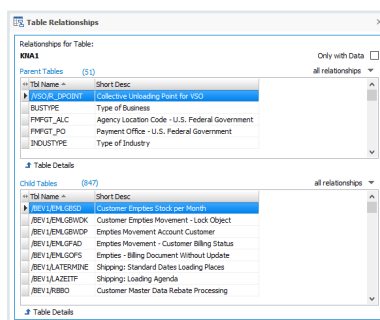 Table Relationships
Relationships for Table:
KNA1
Only with Data
Parent Tables (51) all relationships
Tbl Name Short Desc
/VSO/R_DPOINT Collective Unloading Point for VSO
BUSTYPE Type of Business
FMFGT_ALC Agency Location Code - U.S. Federal Government
FMFGT_PO Payment Office - U.S. Federal Government
INDUSTYPE Type of Industry
Table Details
Child Tables (847) all relationships
Tbl Name Short Desc
/BEV1/EMLGBSD Customer Empties Stock per Month
/BEV1/EMLGBWDK Customer Empties Movement - Lock Object
/BEV1/EMLGBWDP Empties Movement Account Customer
/BEV1/EMLGFAD Empties Movement - Customer Billing Status
/BEV1/EMLGOFS Empties - Billing Document Without Update
/BEV1/LATERMINE Shipping: Standard Dates Loading Places
/BEV1/LAZEITF Shipping: Loading Agenda
/BEV1/RBBO Customer Master Data Rebate Processing
Table Details